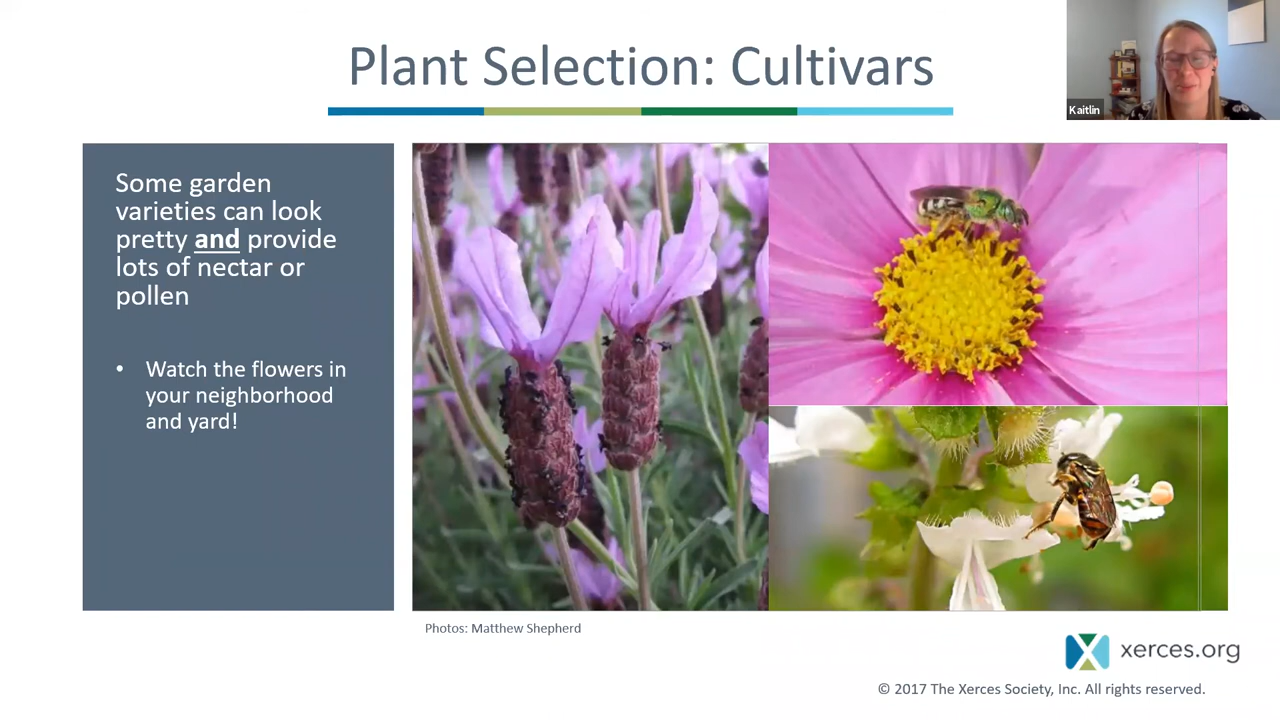 Plant Selection: Cultivars
Kaitlin
Some garden
varieties can look
pretty and provide
lots of nectar or
pollen
• Watch the flowers in
your neighborhood
and yard!
Photos: Matthew Shepherd
xerces.org
© 2017 The Xerces Society, Inc. All rights reserved.